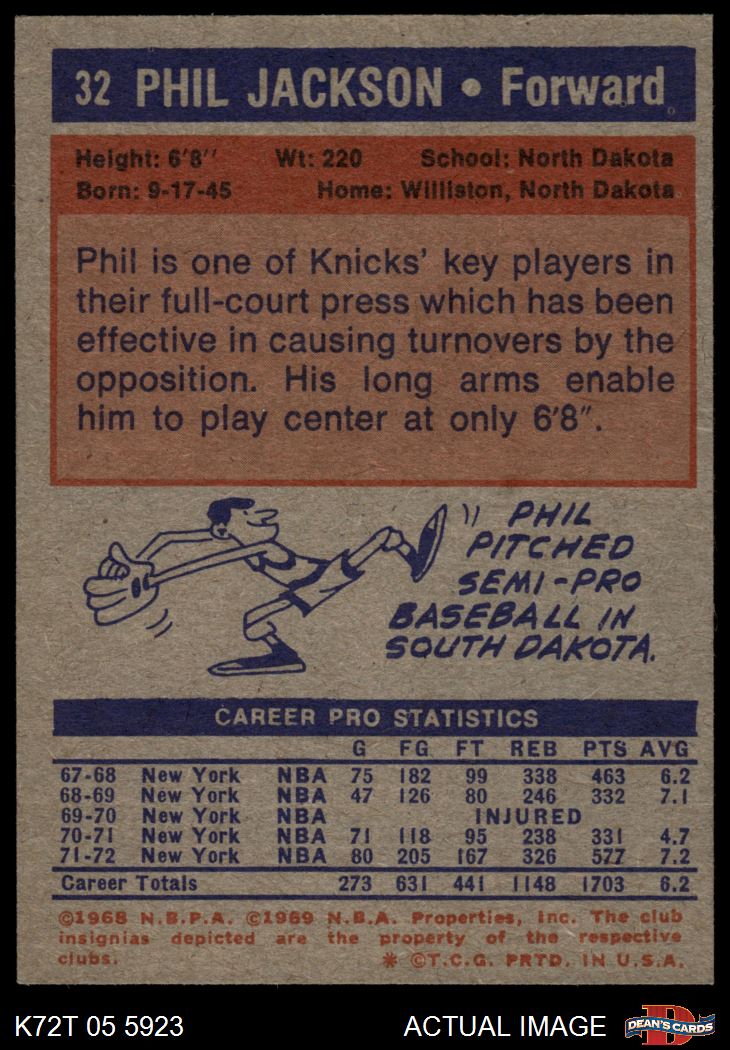 32 PHIL JACKSON • Forward
Height: 6'8'' Wt: 220 School: North Dakota
Born: 9-17-45 Home: Williston, North Dakota
Phil is one of Knicks' key players in
their full-court press which has been
effective in causing turnovers by the
opposition. His long arms enable
him to play center at only 6'8".
PHIL
PITCHED
SEMI-PRO
BASEBALL IN
SOUTH DAKOTA.
CAREER PRO STATISTICS
G FG FT REB PTS AVG
67-68 New York NBA 75 182 99 338 463 6.2
68-69 New York NBA 47 126 80 246 332 7.1
69-70 New York NBA INJURED
70-71 New York NBA 71 118 95 238 331 4.7
71-72 New York NBA 80 205 167 326 577 7.2
Career Totals 273 631 441 1148 1703 6.2
©1968 N.B.P.A. ©1969 N.B.A. Properties, Inc. The club
insignias depicted are the property of the respective
clubs. * ©T.C.G. PRTD. IN U.S.A.
K72T 05 5923 ACTUAL IMAGE
D
DEAN'S CARDS